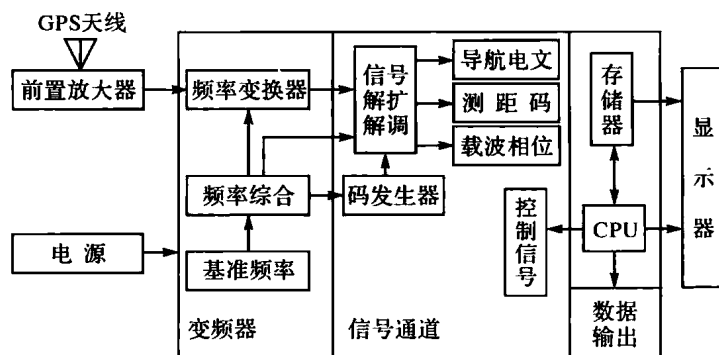 GPS天线
前置放大器
电 源
频率变换器
频率综合
基准频率
变频器
信号
解扩
解调
码发生器
导航电文
测 距 码
载波相位
控
制
信
号
信号通道
存
储
器
CPU
数据
输出
显
示
器